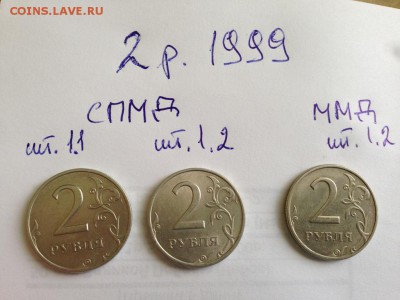 COINS.LAVE.RU
2 р. 1999
СПМД ММД
шт. 1.1 шт. 1.2 шт. 1.2
2 2 2
РУБЛЯ РУБЛЯ РУБЛЯ